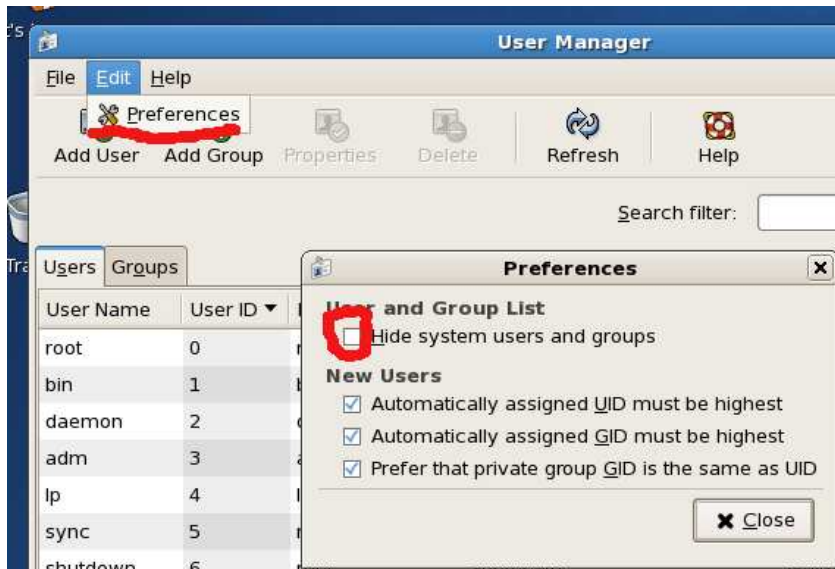 's
User Manager
File Edit Help
Preferences
Add User Add Group Properties Delete Refresh Help
Search filter:
Tra
Users Groups
User Name User ID
root 0
bin 1
daemon 2
adm 3
lp 4
sync 5
shutdown 6
Preferences
User and Group List
Hide system users and groups
New Users
Automatically assigned UID must be highest
Automatically assigned GID must be highest
Prefer that private group GID is the same as UID
Close